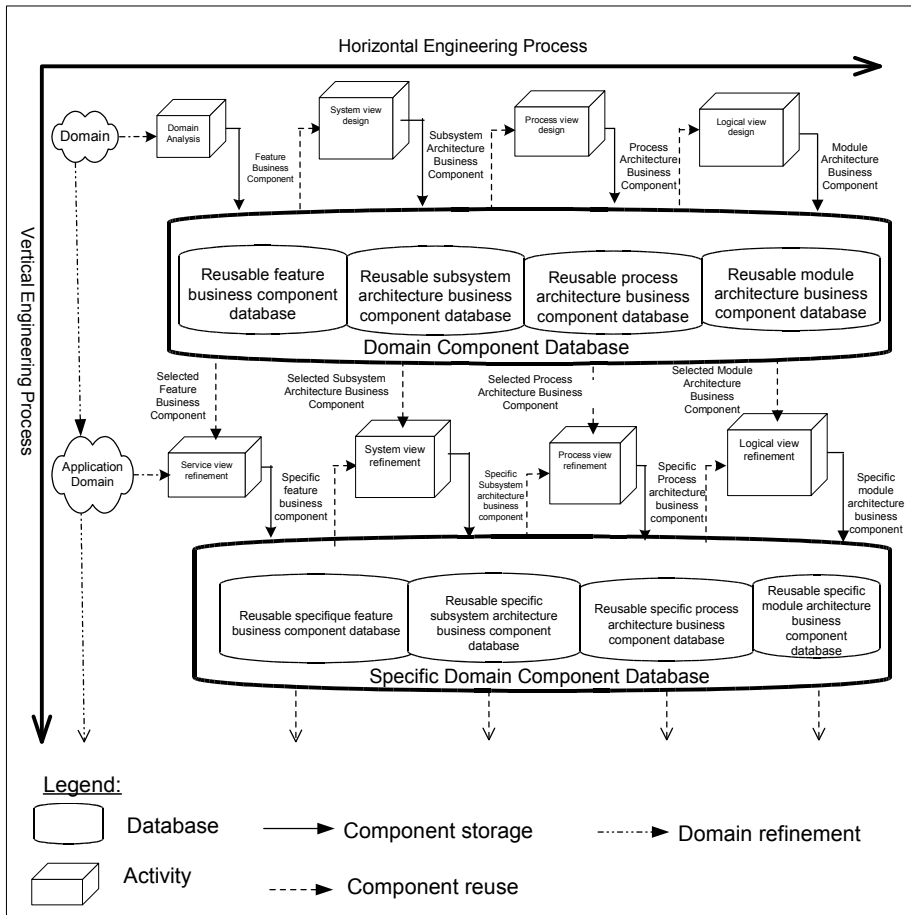 Horizontal Engineering Process
Vertical Engineering Process
Domain
Domain
Analysis
Feature
Business
Component
System view
design
Subsystem
Architecture
Business
Component
Process view
design
Process
Architecture
Business
Component
Logical view
design
Module
Architecture
Business
Component
Reusable feature
business component
database
Reusable subsystem
architecture business
component database
Reusable process
architecture business
component database
Reusable module
architecture business
component database
Domain Component Database
Selected
Feature
Business
Component
Selected Subsystem
Architecture Business
Component
Selected Process
Architecture Business
Component
Selected Module
Architecture
Business
Component
Application
Domain
Service view
refinement
Specific
feature
business
component
System view
refinement
Specific
Subsystem
architecture
business
component
Process view
refinement
Specific
Process
architecture
business
component
Logical view
refinement
Specific
module
architecture
business
component
Reusable specifique feature
business component database
Reusable specific
subsystem architecture
business component
database
Reusable specific process
architecture business
component database
Reusable specific
module architecture
business
component
database
Specific Domain Component Database
Legend:
Database
Component storage
Domain refinement
Activity
Component reuse